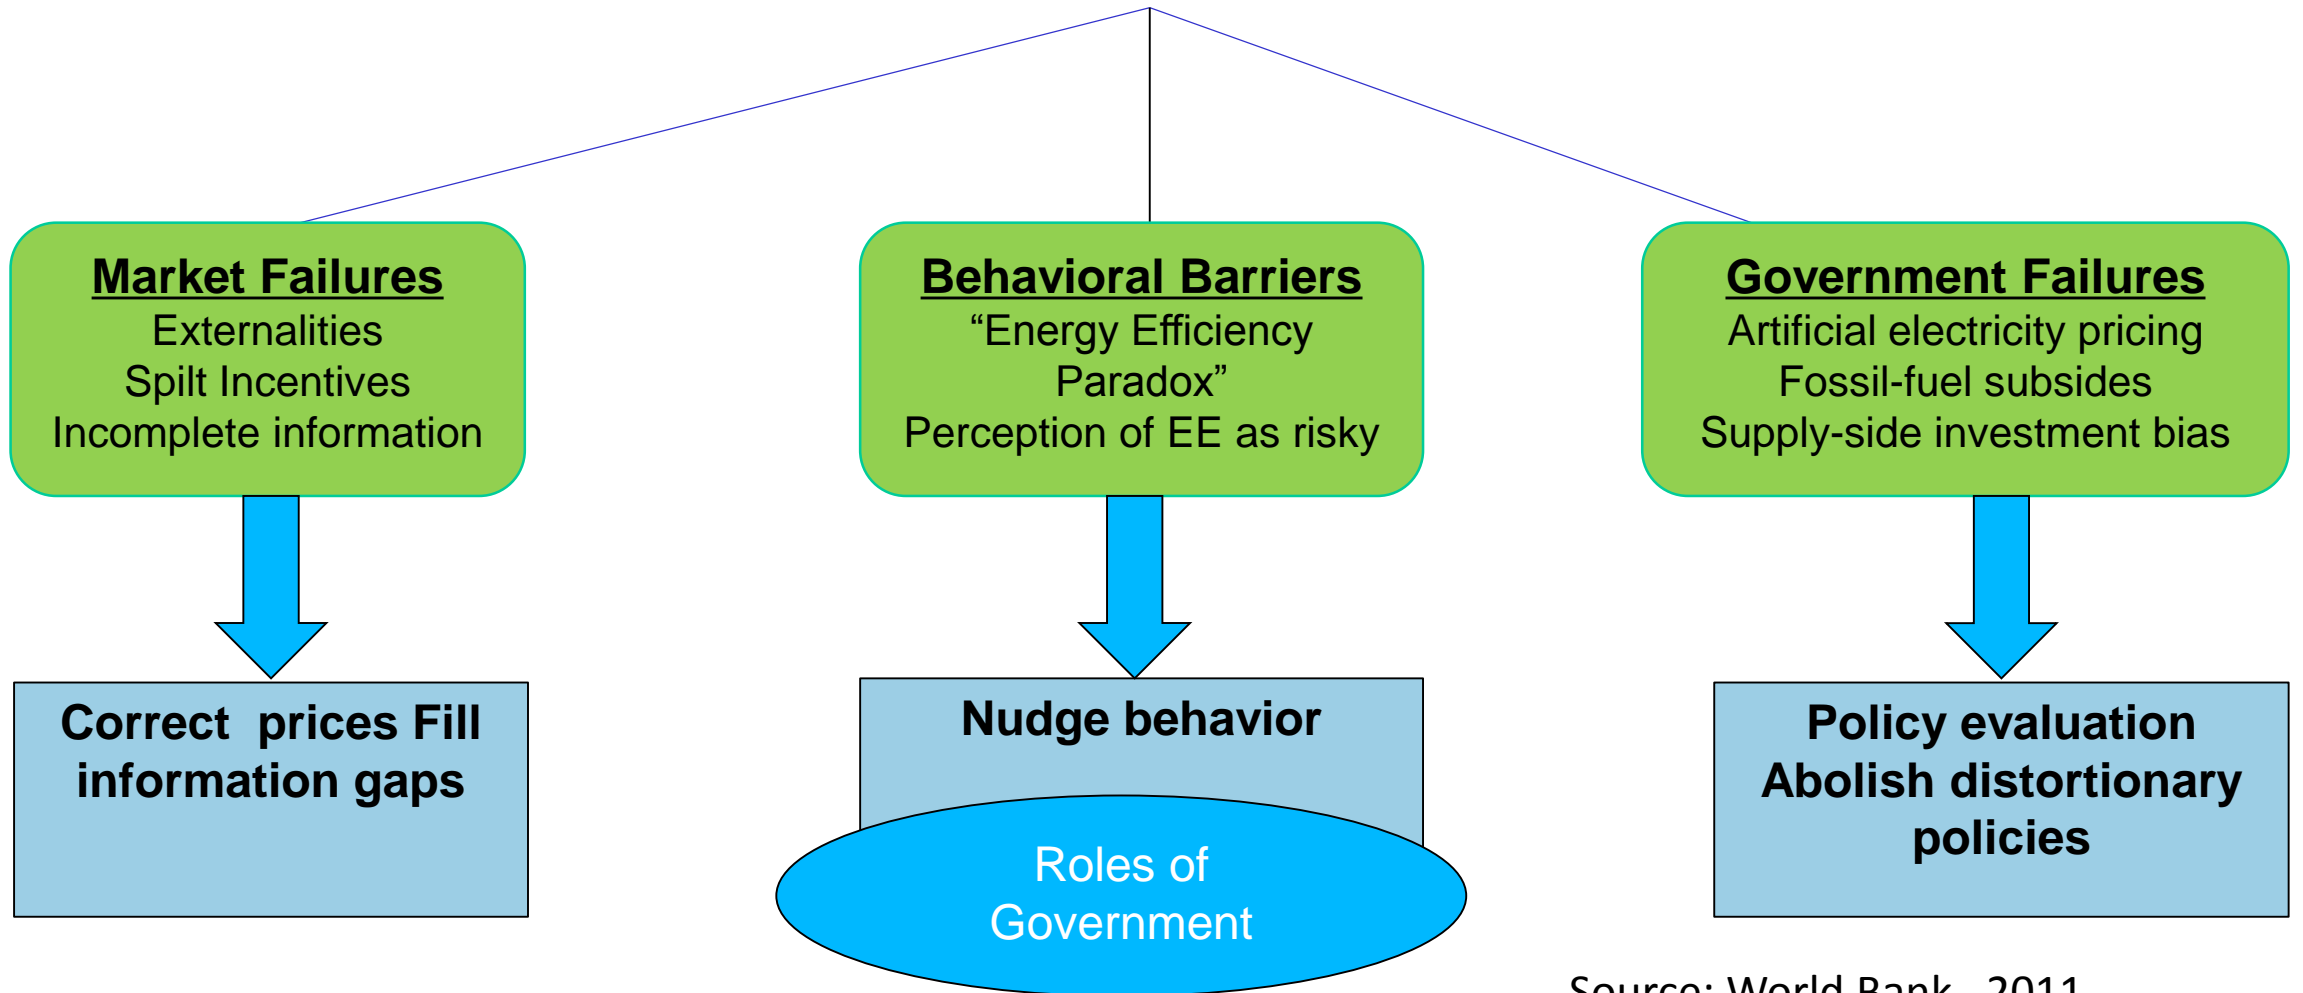 Market Failures
Externalities
Spilt Incentives
Incomplete information
Behavioral Barriers
“Energy Efficiency
Paradox”
Perception of EE as risky
Government Failures
Artificial electricity pricing
Fossil-fuel subsides
Supply-side investment bias
Correct prices Fill
information gaps
Nudge behavior
Roles of
Government
Policy evaluation
Abolish distortionary
policies
Source: World Bank, 2011